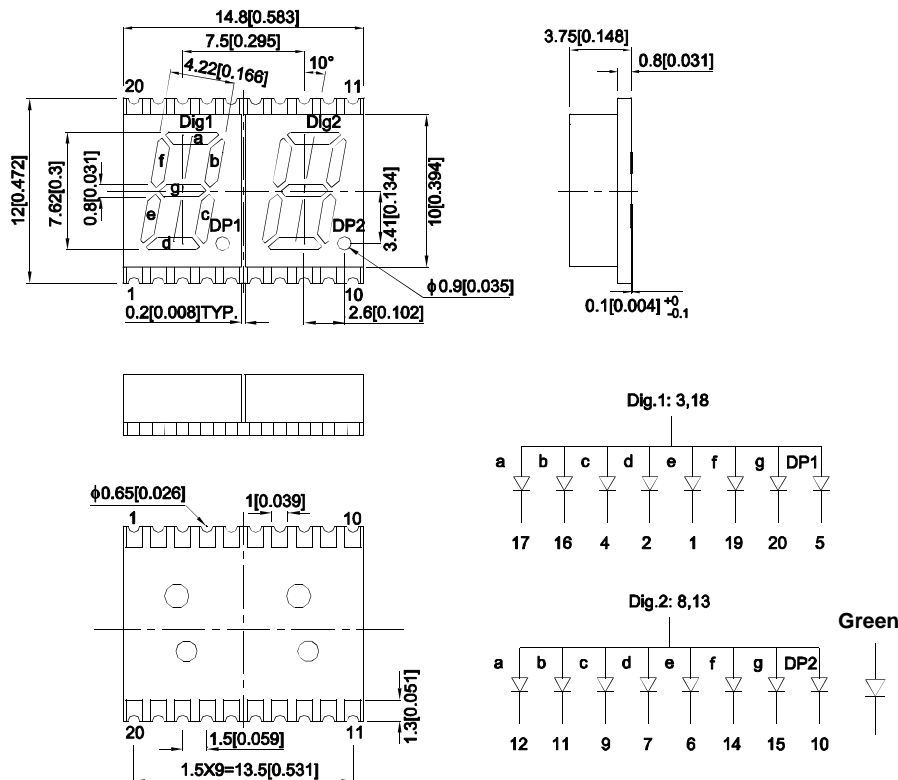 14.8[0.583]
7.5[0.295]
4.22[0.166]
10°
20
11
Dig1
Dig2
a
f
b
g
e
c
d
DP1
DP2
12[0.472]
7.62[0.3]
0.8[0.031]
3.41[0.134]
10[0.394]
1
10
ϕ0.9[0.035]
0.2[0.008]TYP.
2.6[0.102]
3.75[0.148]
0.8[0.031]
0.1[0.004] +0 -0.1
ϕ0.65[0.026]
1[0.039]
1
10
20
11
1.5[0.059]
1.3[0.051]
1.5X9=13.5[0.531]
Dig.1: 3,18
a b c d e f g DP1
17 16 4 2 1 19 20 5
Dig.2: 8,13
a b c d e f g DP2
12 11 9 7 6 14 15 10
Green